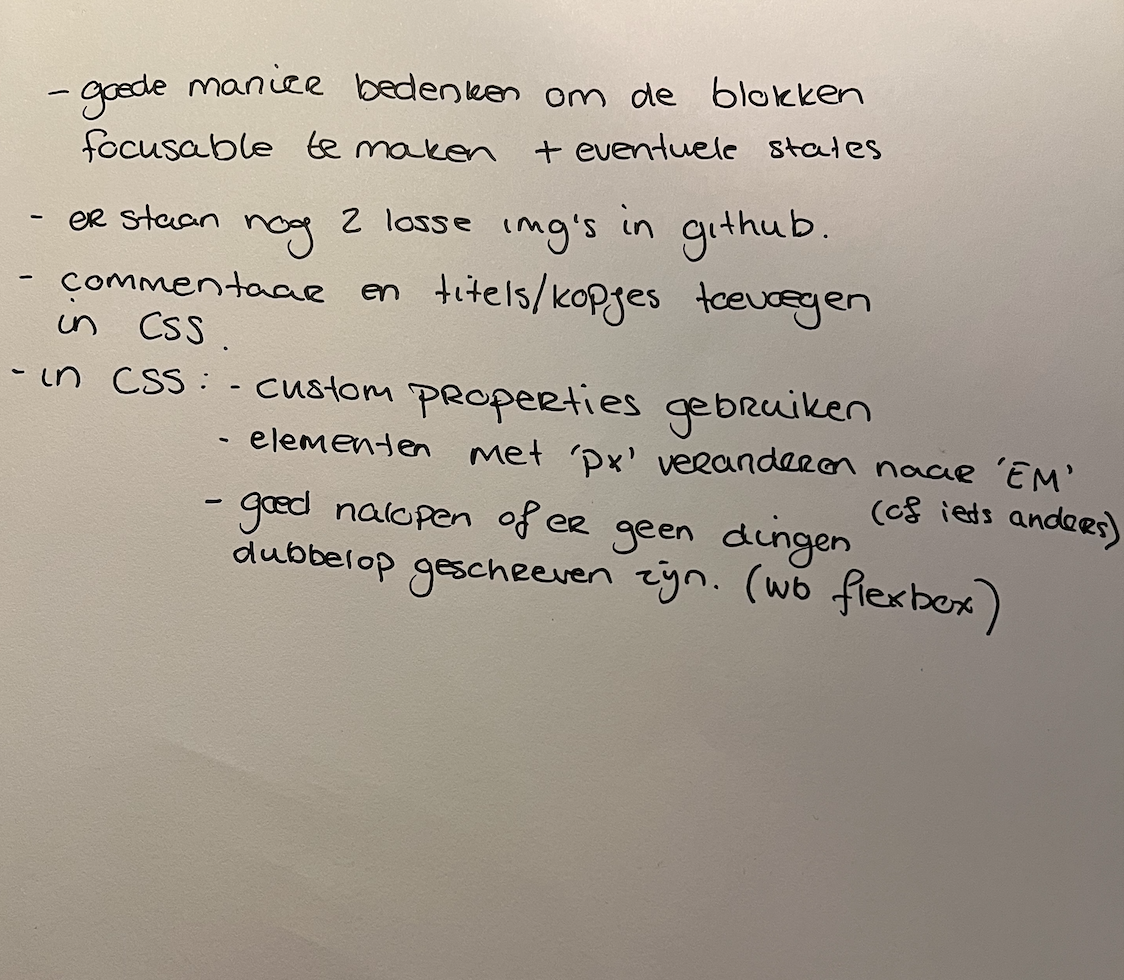 - goede manier bedenken om de blokken
focusable te maken + eventuele states
- er staan nog 2 losse img's in github.
- commentaar en titels/kopjes toevoegen
in CSS.
- in CSS: - custom properties gebruiken
- elementen met 'px' veranderen naar 'EM'
(of iets anders)
- goed nalopen of er geen dingen
dubbelop geschreven zijn. (wb flexbox)